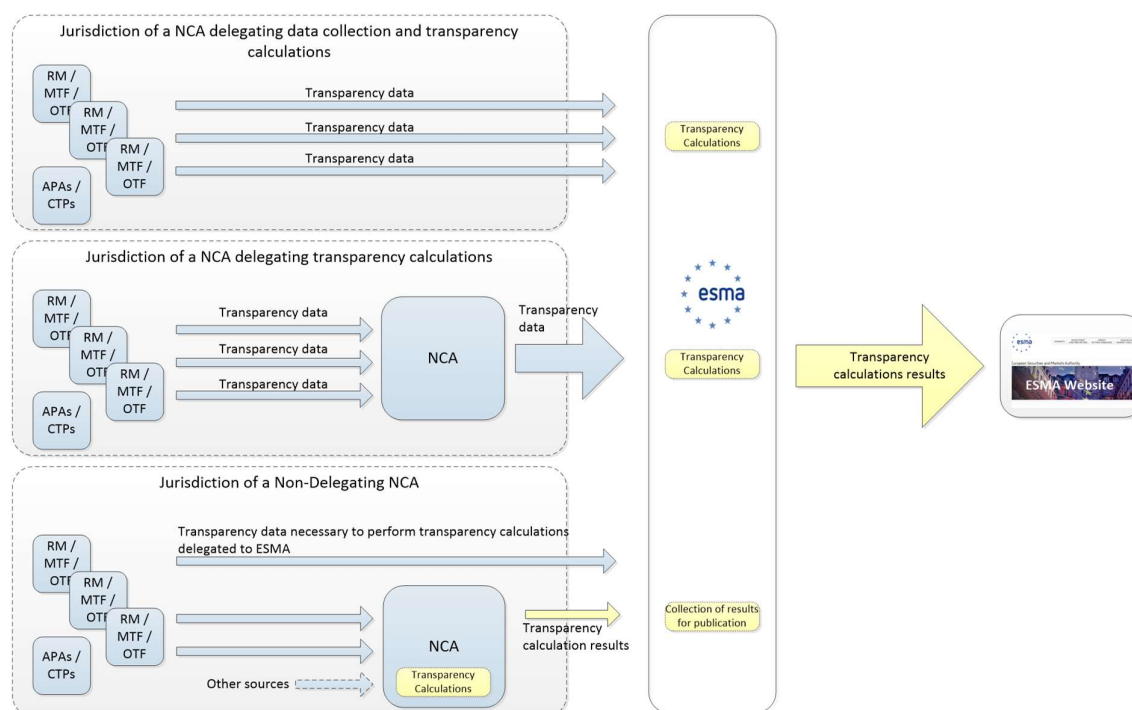 Jurisdiction of a NCA delegating data collection and transparency
calculations
RM /
MTF /
OTF
RM /
MTF /
OTF
RM /
MTF /
OTF
APAs /
CTPs
Transparency data
Transparency data
Transparency data
Transparency
Calculations
Jurisdiction of a NCA delegating transparency calculations
RM /
MTF /
OTF
RM /
MTF /
OTF
RM /
MTF /
OTF
APAs /
CTPs
Transparency data
Transparency data
Transparency data
NCA
Transparency
data
esma
Transparency
Calculations
Transparency
calculations results
esma
European Securities and Markets Authority
ESMA Website
Jurisdiction of a Non-Delegating NCA
Transparency data necessary to perform transparency calculations
delegated to ESMA
RM /
MTF /
OTF
RM /
MTF /
OTF
RM /
MTF /
OTF
APAs /
CTPs
Other sources
NCA
Transparency
Calculations
Transparency
calculation results
Collection of results
for publication